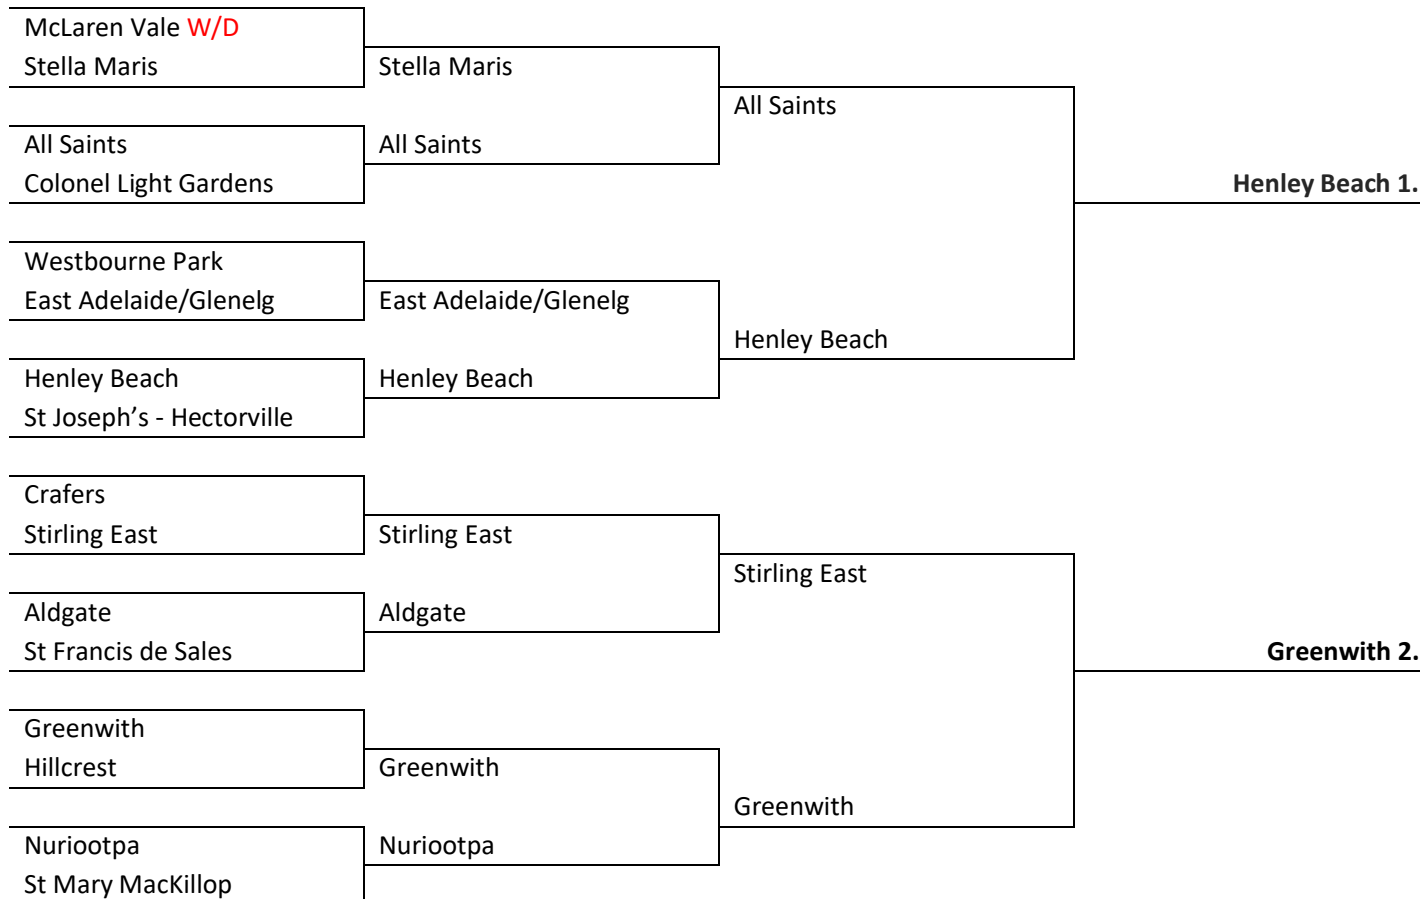 McLaren Vale W/D
Stella Maris
Stella Maris
All Saints
All Saints
All Saints
Colonel Light Gardens
Henley Beach 1.
Westbourne Park
East Adelaide/Glenelg
East Adelaide/Glenelg
Henley Beach
Henley Beach
Henley Beach
St Joseph’s - Hectorville
Crafers
Stirling East
Stirling East
Stirling East
Aldgate
Aldgate
St Francis de Sales
Greenwith 2.
Greenwith
Hillcrest
Greenwith
Greenwith
Nuriootpa
Nuriootpa
St Mary MacKillop